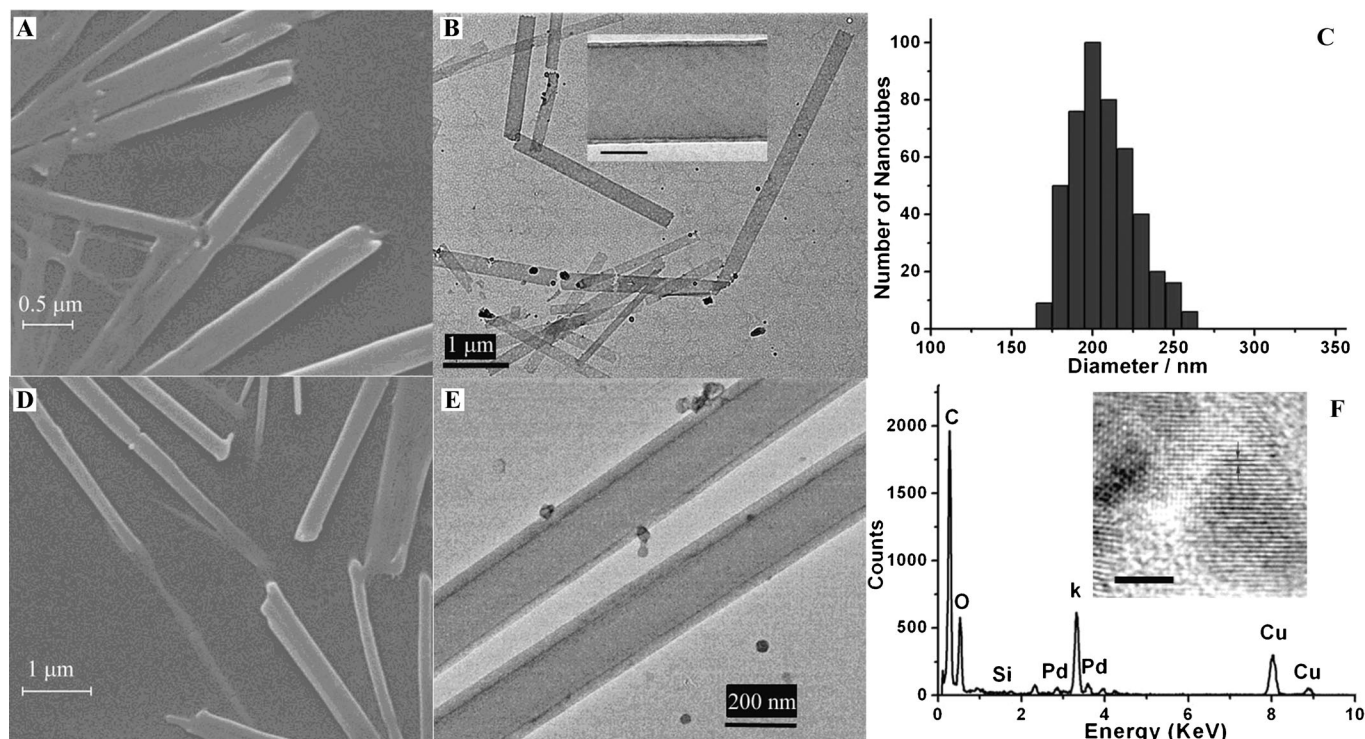 A
0.5 μm
B
1 μm
C
Number of Nanotubes
100
80
60
40
20
0
100 150 200 250 300 350
Diameter / nm
D
1 μm
E
200 nm
F
Counts
2000
1500
1000
500
0
C
O
Si
Pd
k
Pd
Cu
Cu
0 2 4 6 8 10
Energy (KeV)